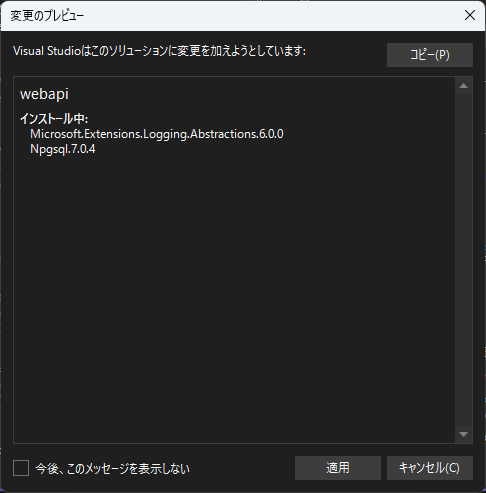 変更のプレビュー
Visual Studioはこのソリューションに変更を加えようとしています:
コピー(P)
webapi
インストール中:
Microsoft.Extensions.Logging.Abstractions.6.0.0
Npgsql.7.0.4
今後、このメッセージを表示しない
適用
キャンセル(C)